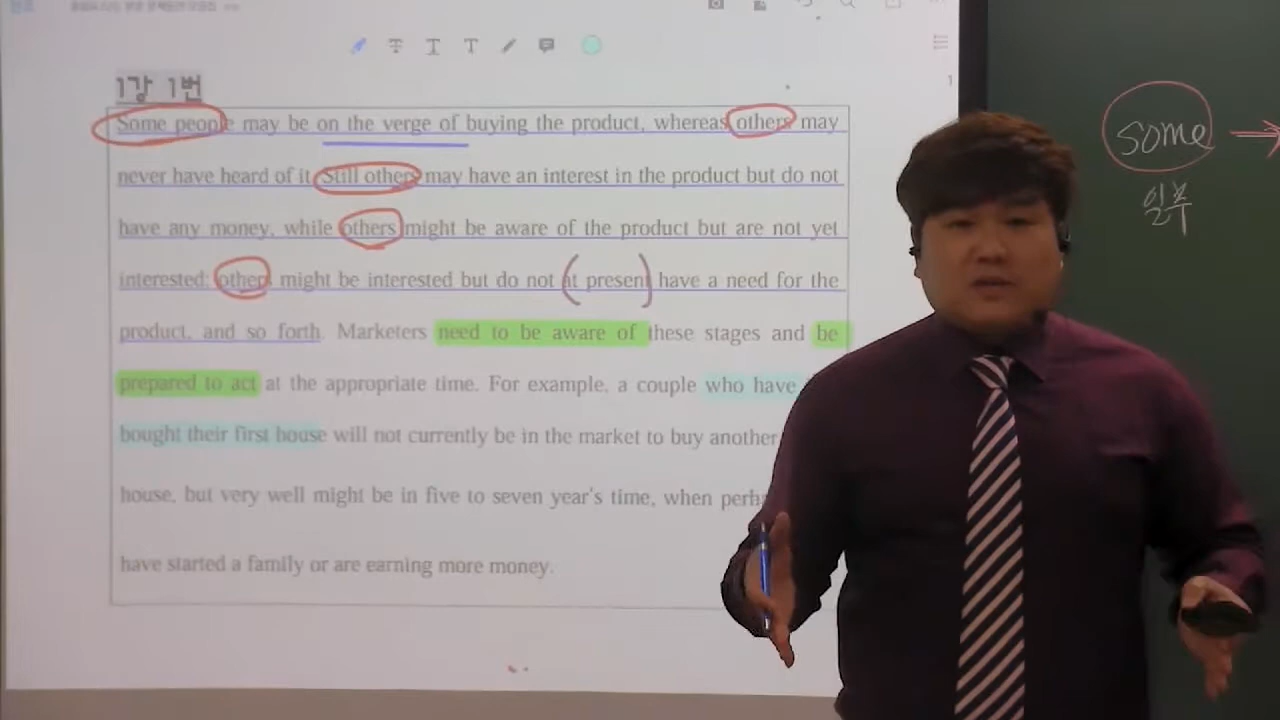 1강 1번
Some people may be on the verge of buying the product, whereas others may
never have heard of it. Still others may have an interest in the product but do not
have any money, while others might be aware of the product but are not yet
interested; others might be interested but do not at present have a need for the
product, and so forth. Marketers need to be aware of these stages and be
prepared to act at the appropriate time. For example, a couple who have
bought their first house will not currently be in the market to buy another
house, but very well might be in five to seven year's time, when
have started a family or are earning more money.
some
일부